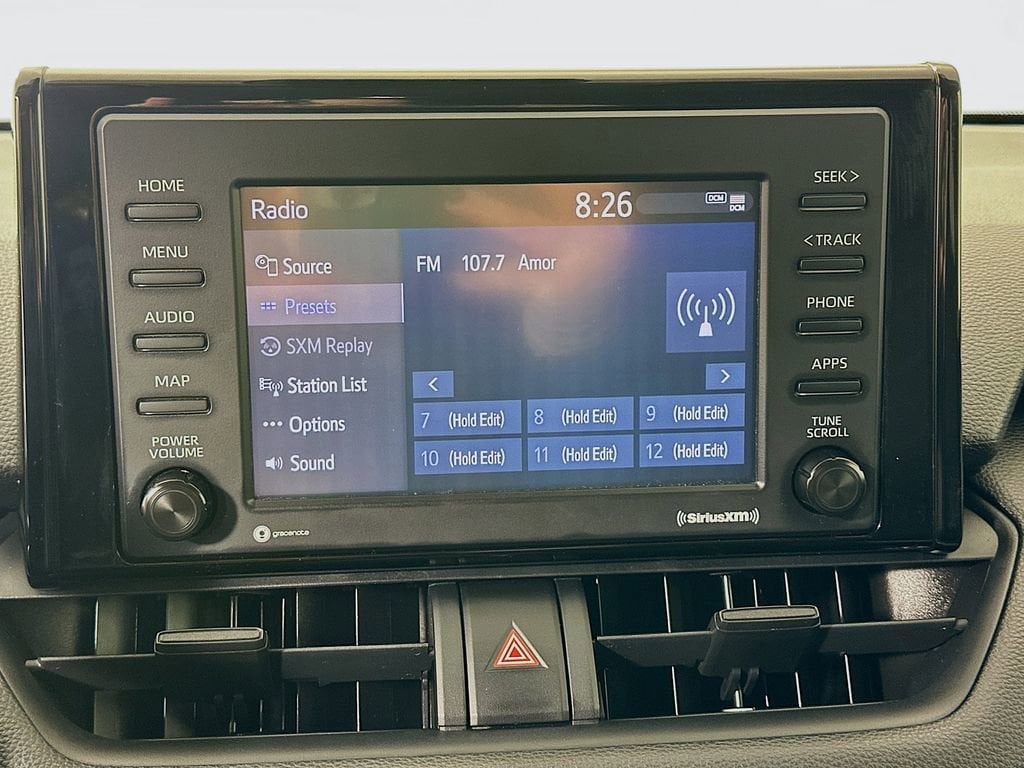 HOME
MENU
AUDIO
MAP
POWER
VOLUME
Radio
8:26
DCM
DCM
Source
Presets
SXM Replay
Station List
Options
Sound
FM 107.7 Amor
<
>
7 (Hold Edit)
8 (Hold Edit)
9 (Hold Edit)
10 (Hold Edit)
11 (Hold Edit)
12 (Hold Edit)
SEEK >
< TRACK
PHONE
APPS
TUNE
SCROLL
gracenote
((SiriusXM))